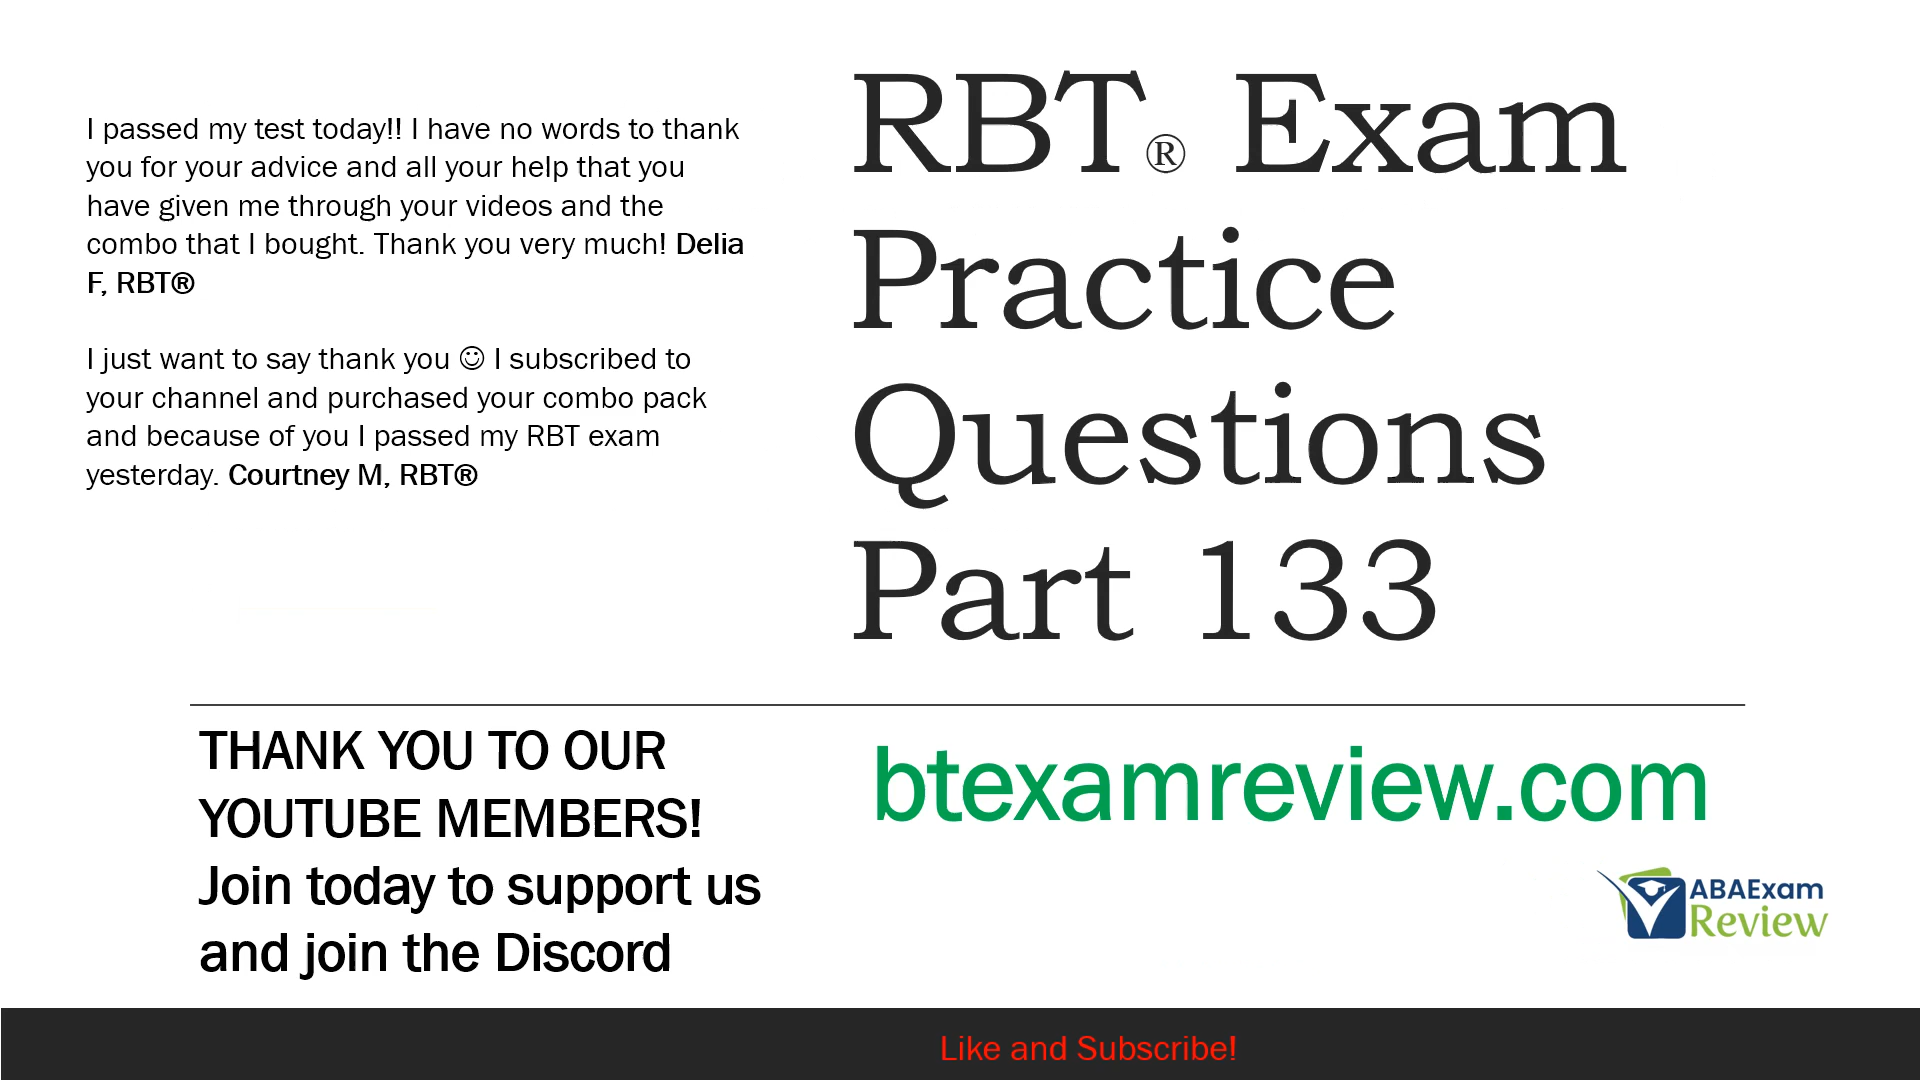 I passed my test today!! I have no words to thank
you for your advice and all your help that you
have given me through your videos and the
combo that I bought. Thank you very much! Delia
F, RBT®
I just want to say thank you ☺ I subscribed to
your channel and purchased your combo pack
and because of you I passed my RBT exam
yesterday. Courtney M, RBT®
RBT® Exam
Practice
Questions
Part 133
THANK YOU TO OUR
YOUTUBE MEMBERS!
Join today to support us
and join the Discord
btexamreview.com
ABAExam
Review
Like and Subscribe!